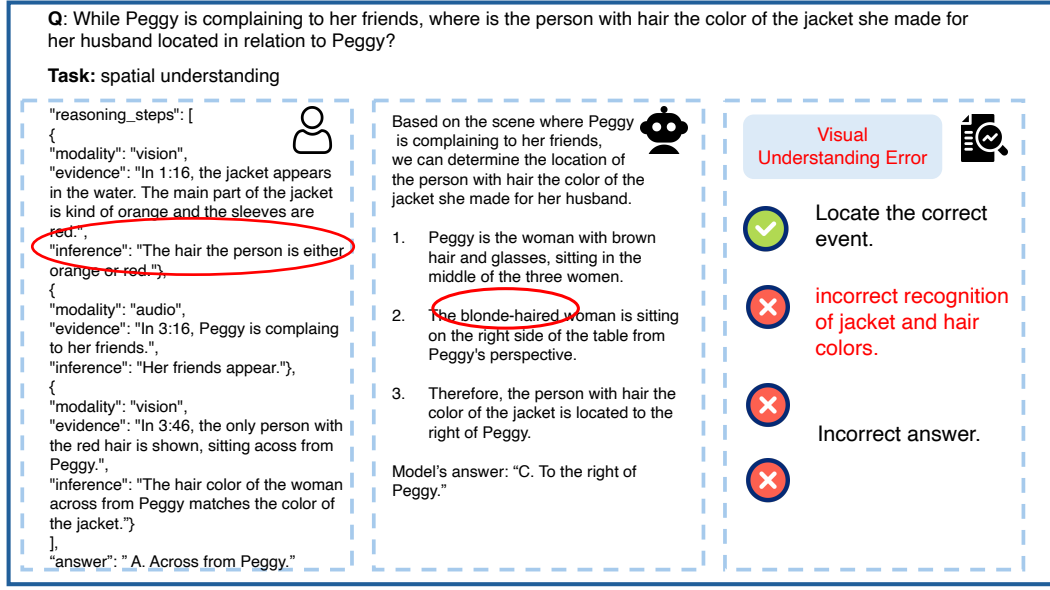 Q: While Peggy is complaining to her friends, where is the person with hair the color of the jacket she made for
her husband located in relation to Peggy?
Task: spatial understanding
"reasoning_steps": [
{
"modality": "vision",
"evidence": "In 1:16, the jacket appears
in the water. The main part of the jacket
is kind of orange and the sleeves are
red.",
"inference": "The hair the person is either
orange or red."},
{
"modality": "audio",
"evidence": "In 3:16, Peggy is complaing
to her friends.",
"inference": "Her friends appear."},
{
"modality": "vision",
"evidence": "In 3:46, the only person with
the red hair is shown, sitting acoss from
Peggy.",
"inference": "The hair color of the woman
across from Peggy matches the color of
the jacket.”}
],
“answer”: ” A. Across from Peggy.”
Based on the scene where Peggy
is complaining to her friends,
we can determine the location of
the person with hair the color of the
jacket she made for her husband.
1. Peggy is the woman with brown
hair and glasses, sitting in the
middle of the three women.
2. The blonde-haired woman is sitting
on the right side of the table from
Peggy's perspective.
3. Therefore, the person with hair the
color of the jacket is located to the
right of Peggy.
Model’s answer: “C. To the right of
Peggy.”
Visual
Understanding Error
Locate the correct
event.
incorrect recognition
of jacket and hair
colors.
Incorrect answer.